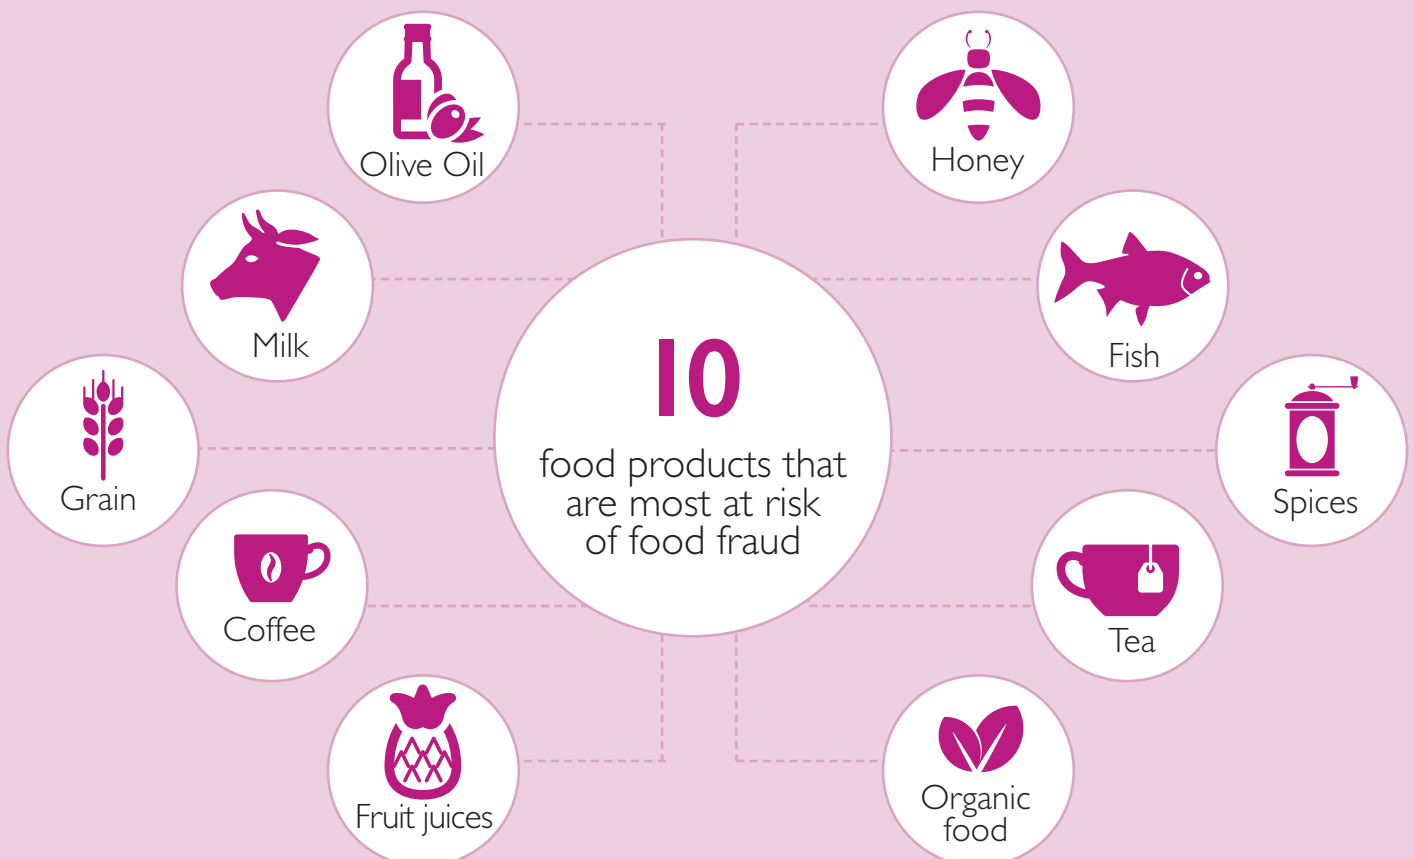 Olive Oil
Honey
Milk
Fish
10
food products that
are most at risk
of food fraud
Grain
Spices
Coffee
Tea
Fruit juices
Organic
food